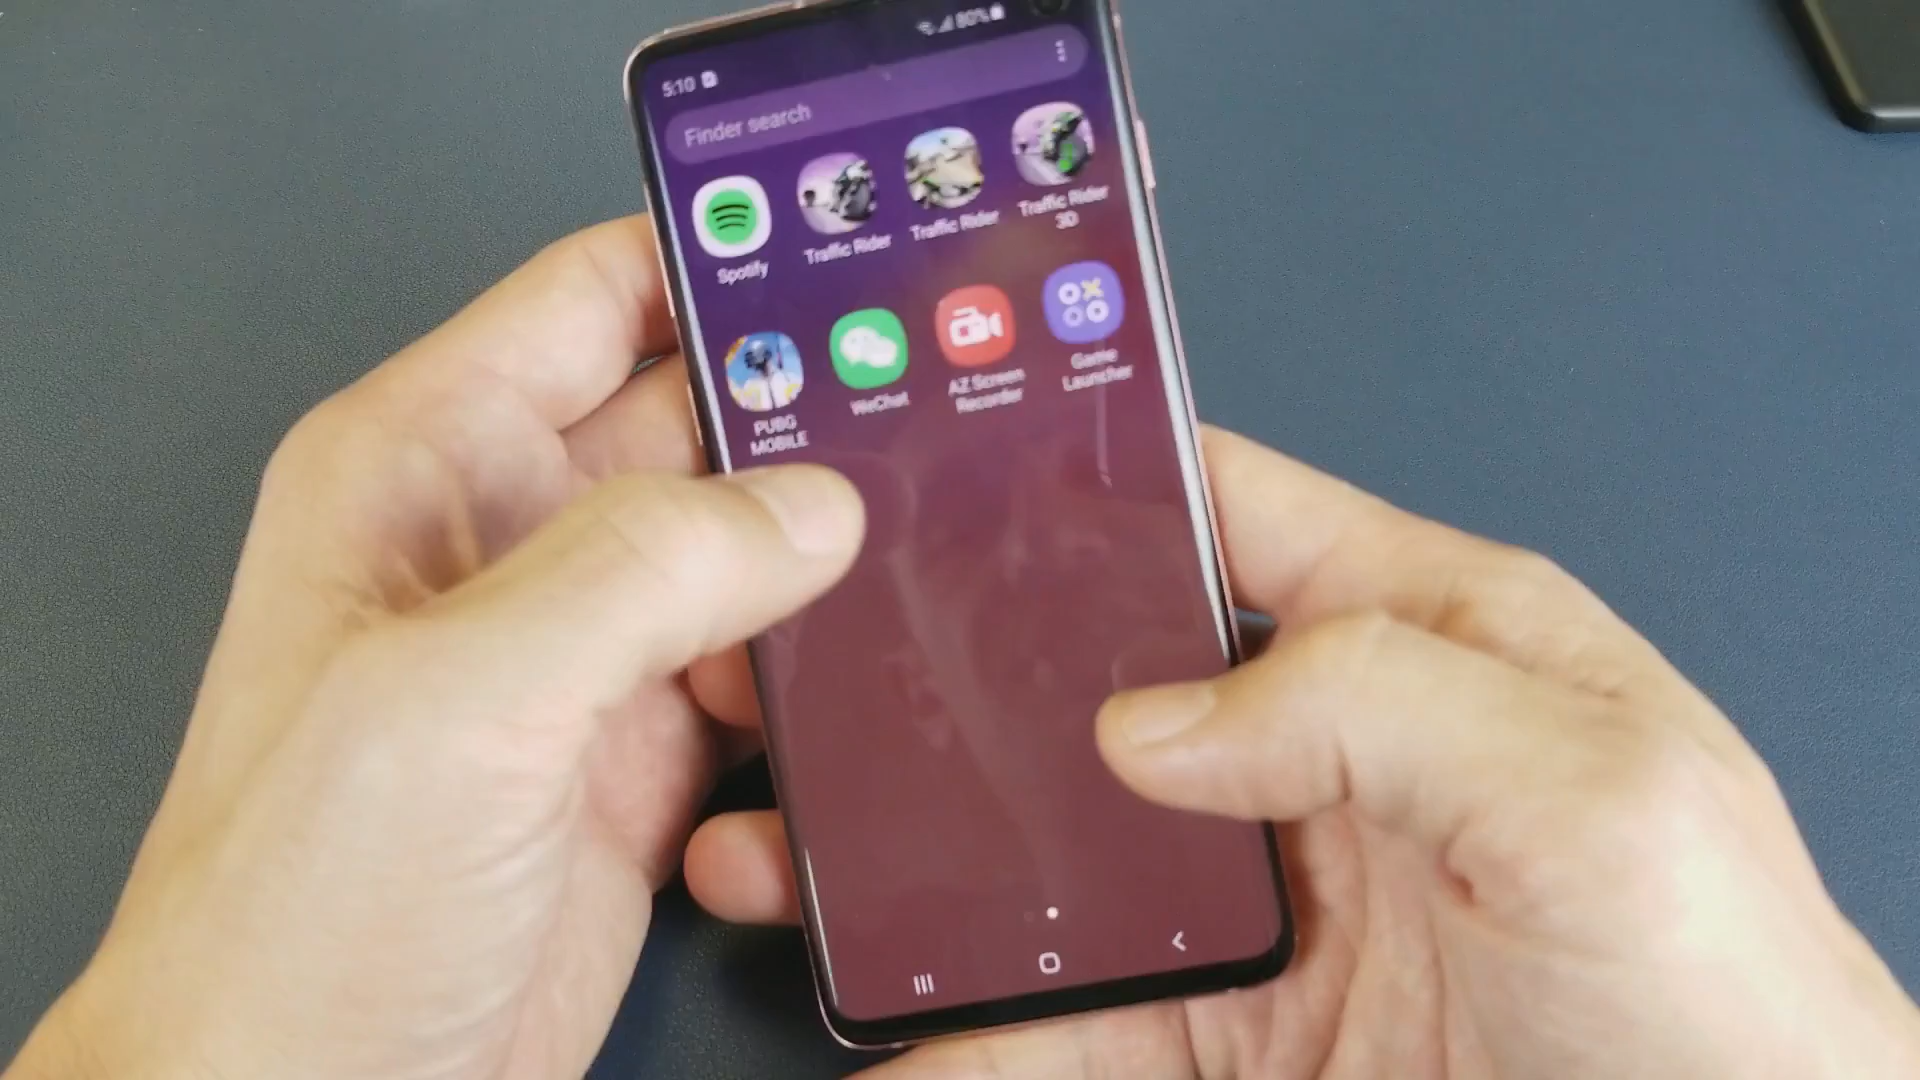 80%
5:10
Finder search
Spotify
Traffic Rider
Traffic Rider
Traffic Rider
3D
PUBG
MOBILE
WeChat
AZ Screen
Recorder
Game
Launcher